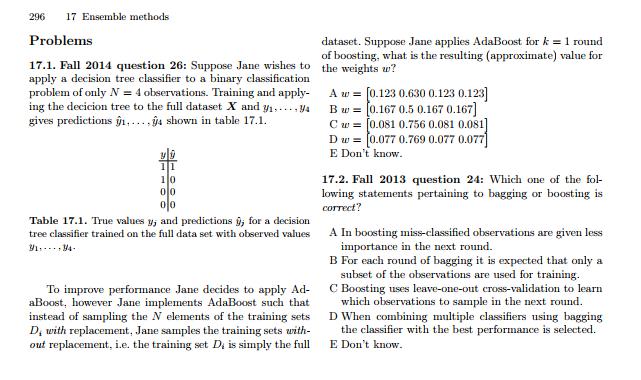 296 17 Ensemble methods
Problems
17.1. Fall 2014 question 26: Suppose Jane wishes to
apply a decision tree classifier to a binary classification
problem of only N = 4 observations. Training and apply-
ing the decicion tree to the full dataset X and y₁, . . . , y₄
gives predictions ŷ₁, . . . , ŷ₄ shown in table 17.1.
y|ŷ
1|1
1|0
0|0
0|0
Table 17.1. True values yⱼ and predictions ŷⱼ for a decision
tree classifier trained on the full data set with observed values
y₁, . . . , y₄.
To improve performance Jane decides to apply Ad-
aBoost, however Jane implements AdaBoost such that
instead of sampling the N elements of the training sets
Dᵢ with replacement, Jane samples the training sets with-
out replacement, i.e. the training set Dᵢ is simply the full
dataset. Suppose Jane applies AdaBoost for k = 1 round
of boosting, what is the resulting (approximate) value for
the weights w?
A w = [0.123 0.630 0.123 0.123]
B w = [0.167 0.5 0.167 0.167]
C w = [0.081 0.756 0.081 0.081]
D w = [0.077 0.769 0.077 0.077]
E Don't know.
17.2. Fall 2013 question 24: Which one of the fol-
lowing statements pertaining to bagging or boosting is
correct?
A In boosting miss-classified observations are given less
importance in the next round.
B For each round of bagging it is expected that only a
subset of the observations are used for training.
C Boosting uses leave-one-out cross-validation to learn
which observations to sample in the next round.
D When combining multiple classifiers using bagging
the classifier with the best performance is selected.
E Don't know.